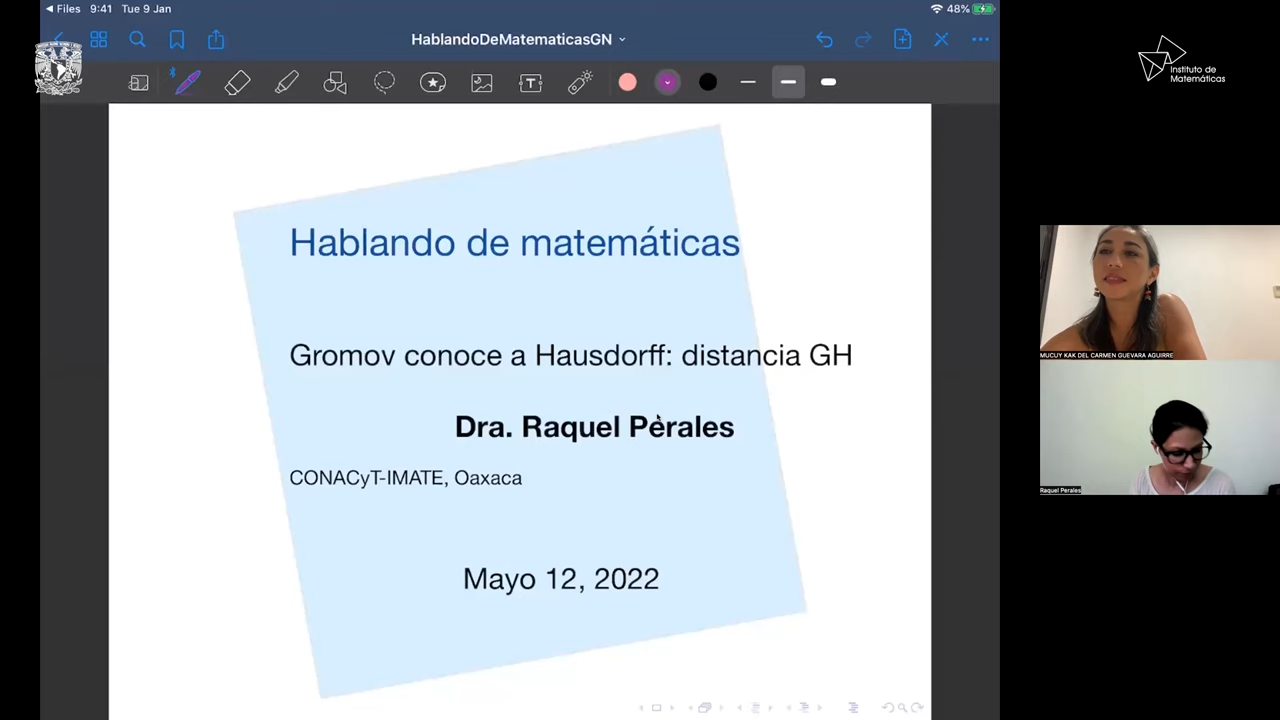 Files 9:41 Tue 9 Jan 48%
HablandoDeMatematicasGN
Instituto de
Matemáticas
Hablando de matemáticas
Gromov conoce a Hausdorff: distancia GH
Dra. Raquel Perales
CONACyT-IMATE, Oaxaca
Mayo 12, 2022
MUCUY KAK DEL CARMEN GUEVARA AGUIRRE
Raquel Perales